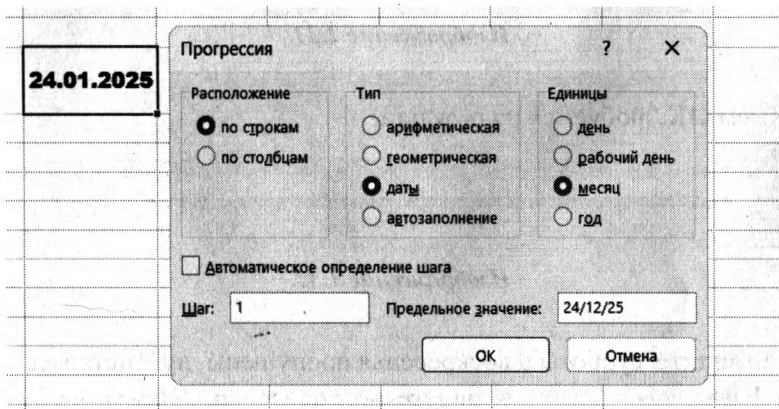 24.01.2025
Прогрессия ? X
Расположение Тип Единицы
по строкам арифметическая день
по столбцам геометрическая рабочий день
даты месяц
автозаполнение год
Автоматическое определение шага
Шаг: 1 Предельное значение: 24/12/25
ОК Отмена